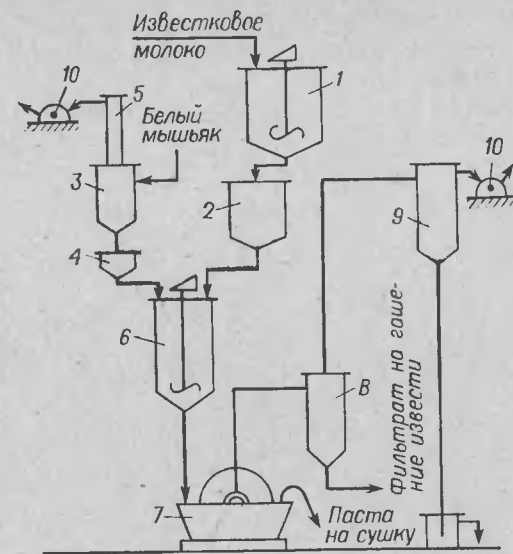 Известковое
молоко
10
5
1
Белый
мышьяк
10
3
2
9
4
6
В
Фильтрат на гаше-
ние извести
7
Паста
на сушку